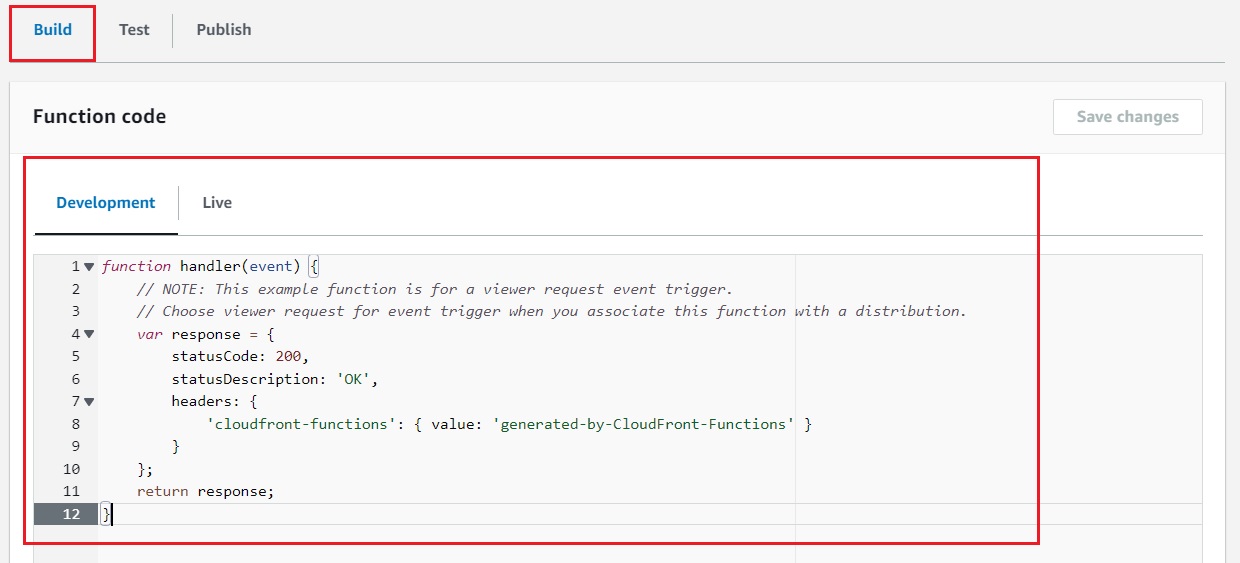 Build Test Publish
Function code Save changes
Development Live
1 function handler(event) {
2     // NOTE: This example function is for a viewer request event trigger.
3     // Choose viewer request for event trigger when you associate this function with a distribution.
4     var response = {
5         statusCode: 200,
6         statusDescription: 'OK',
7         headers: {
8             'cloudfront-functions': { value: 'generated-by-CloudFront-Functions' }
9         }
10     };
11     return response;
12 }